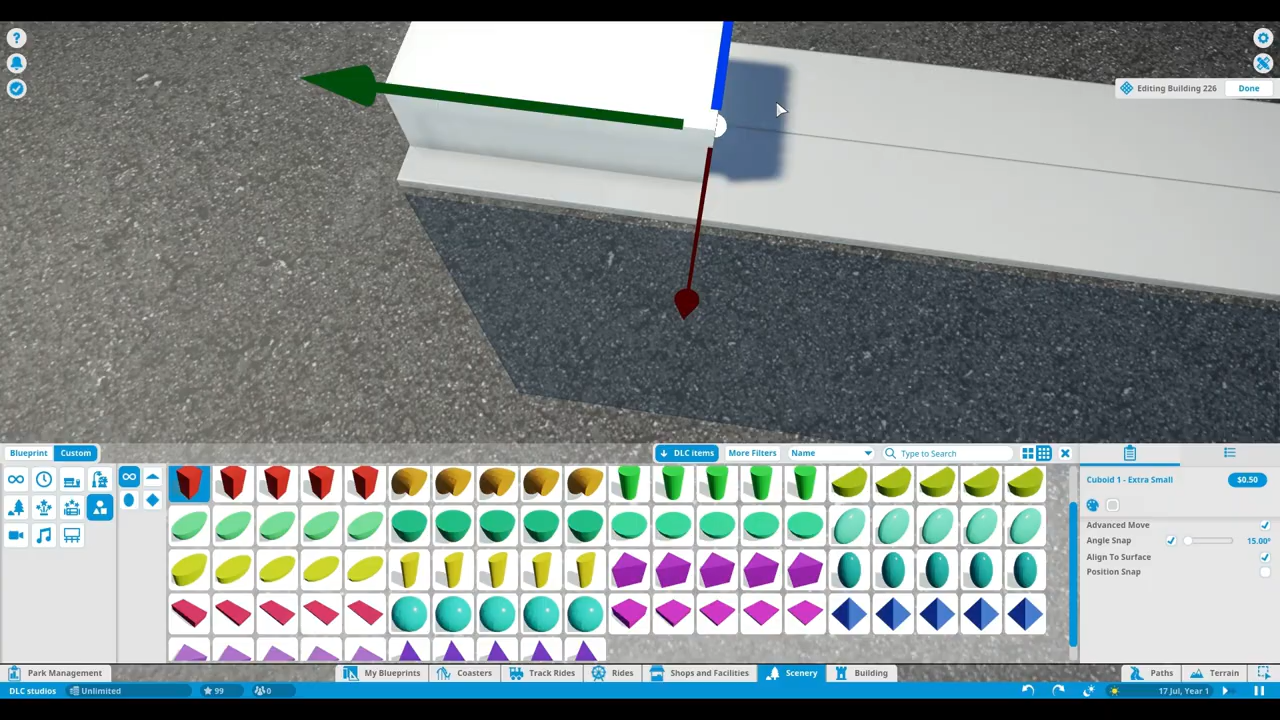 Editing Building 226 Done
Blueprint Custom
DLC items More Filters Name Type to Search
Cuboid 1 - Extra Small $0.50
Advanced Move
Angle Snap 15.00°
Align To Surface
Position Snap
Park Management My Blueprints Coasters Track Rides Rides Shops and Facilities Scenery Building Paths Terrain
DLC studios Unlimited 99 0 17 Jul, Year 1